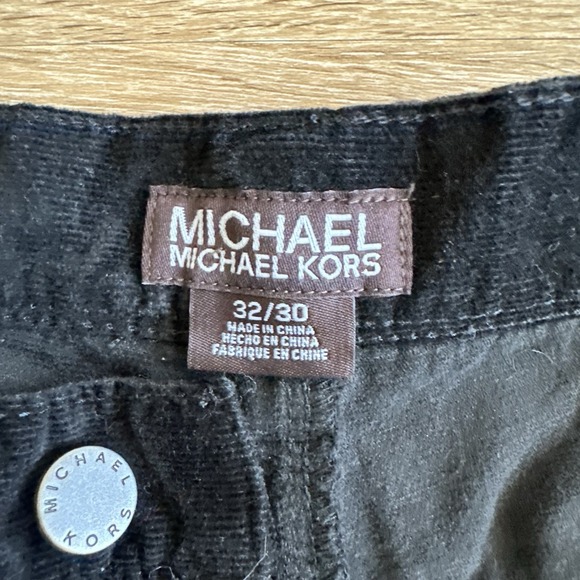 MICHAEL
MICHAEL KORS
32/30
MADE IN CHINA
HECHO EN CHINA
FABRIQUE EN CHINE
MICHAEL KORS